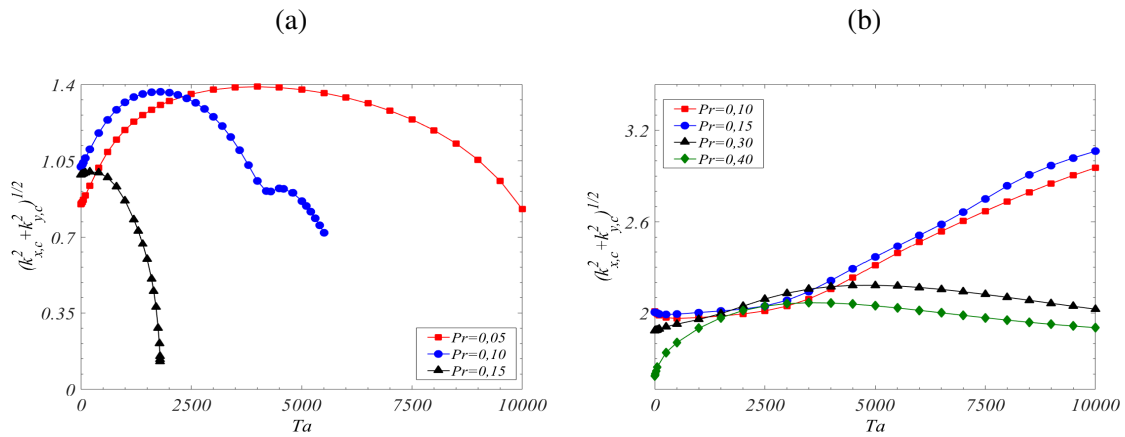 (a)
(k²x,c+k²y,c)^1/2
1.4
1.05
0.7
0.35
0
Pr=0,05
Pr=0,10
Pr=0,15
0 2500 5000 7500 10000
Ta
(b)
(k²x,c+k²y,c)^1/2
3.2
2.6
2
Pr=0,10
Pr=0,15
Pr=0,30
Pr=0,40
0 2500 5000 7500 10000
Ta